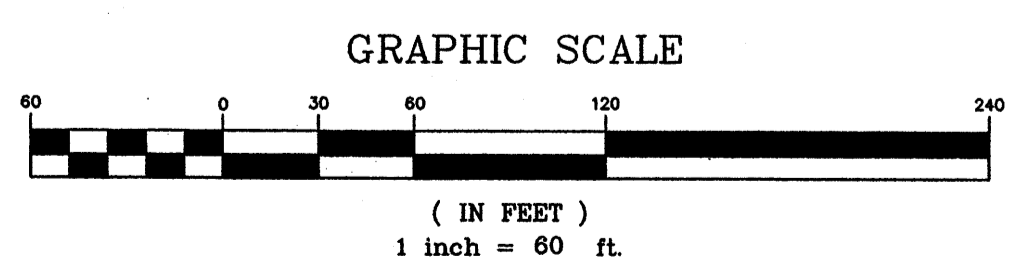 GRAPHIC SCALE
60 0 30 60 120 240
( IN FEET )
1 inch = 60 ft.